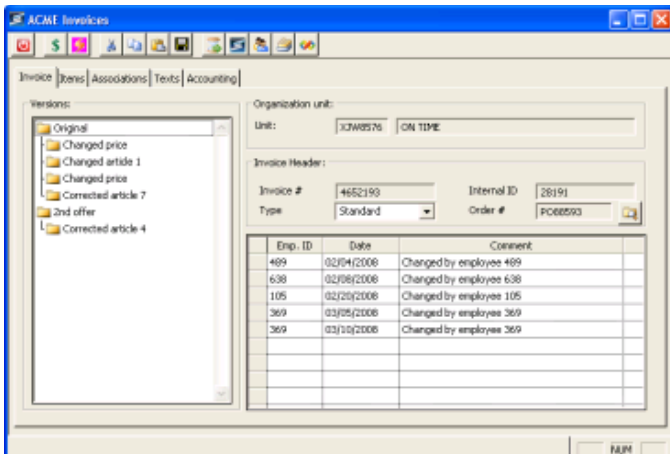 ACME Invoices
Invoice Items Associations Texts Accounting
Versions:
Original
Changed price
Changed article 1
Changed price
Corrected article 7
2nd offer
Corrected article 4
Organization unit:
Unit: XJW8576 ON TIME
Invoice Header:
Invoice # 4652193 Internal ID 28191
Type Standard Order # PO88593
Emp. ID Date Comment
489 02/04/2008 Changed by employee 489
638 02/08/2008 Changed by employee 638
105 02/20/2008 Changed by employee 105
369 03/05/2008 Changed by employee 369
369 03/10/2008 Changed by employee 369
NUM